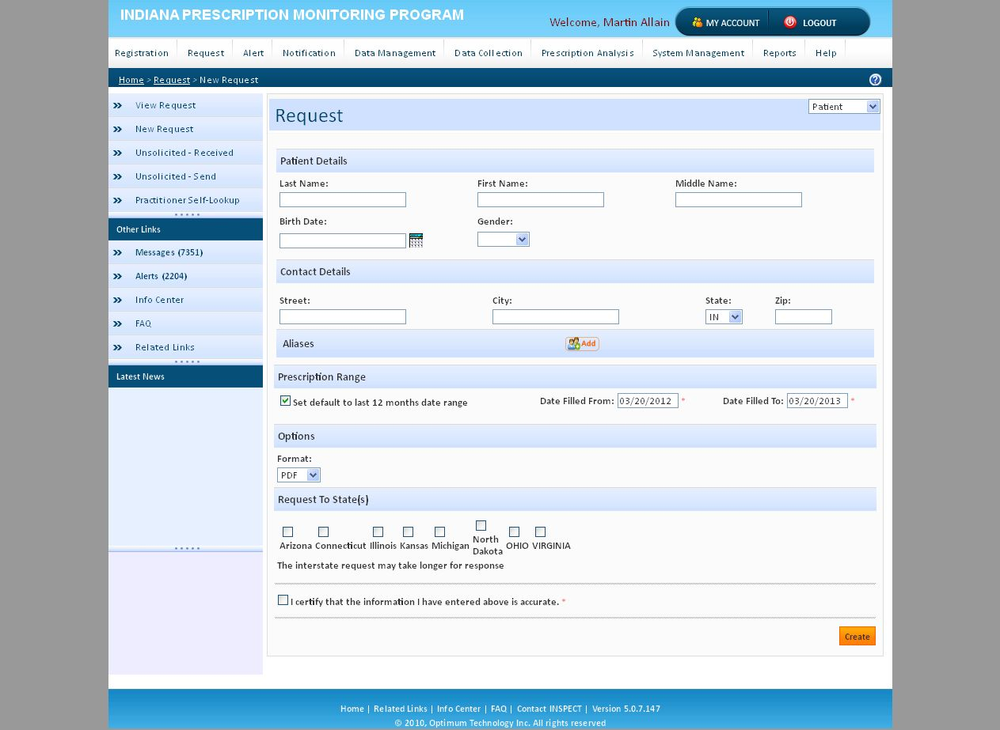 INDIANA PRESCRIPTION MONITORING PROGRAM
Welcome, Martin Allain
MY ACCOUNT
LOGOUT
Registration Request Alert Notification Data Management Data Collection Prescription Analysis System Management Reports Help
Home > Request > New Request
View Request
New Request
Unsolicited - Received
Unsolicited - Send
Practitioner Self-Lookup
Other Links
Messages (7351)
Alerts (2204)
Info Center
FAQ
Related Links
Latest News
Request
Patient
Patient Details
Last Name: First Name: Middle Name:
Birth Date: Gender:
Contact Details
Street: City: State: Zip:
IN
Aliases Add
Prescription Range
Set default to last 12 months date range Date Filled From: 03/20/2012 * Date Filled To: 03/20/2013 *
Options
Format:
PDF
Request To State(s)
Arizona Connecticut Illinois Kansas Michigan North Dakota OHIO VIRGINIA
The interstate request may take longer for response
I certify that the information I have entered above is accurate. *
Create
Home | Related Links | Info Center | FAQ | Contact INSPECT | Version 5.0.7.147
© 2010, Optimum Technology Inc. All rights reserved